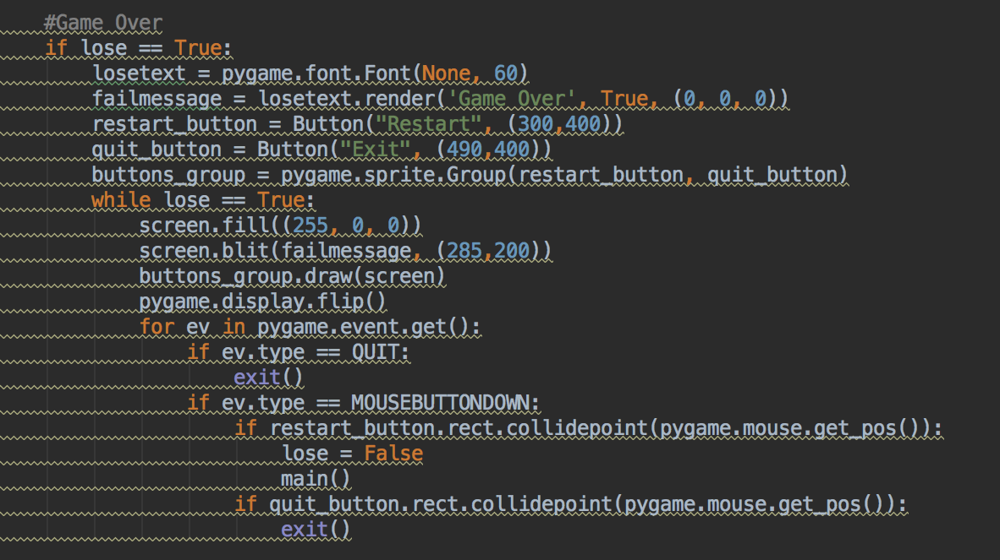 #Game Over
if lose == True:
losetext = pygame.font.Font(None, 60)
failmessage = losetext.render('Game Over', True, (0, 0, 0))
restart_button = Button("Restart", (300,400))
quit_button = Button("Exit", (490,400))
buttons_group = pygame.sprite.Group(restart_button, quit_button)
while lose == True:
screen.fill((255, 0, 0))
screen.blit(failmessage, (285,200))
buttons_group.draw(screen)
pygame.display.flip()
for ev in pygame.event.get():
if ev.type == QUIT:
exit()
if ev.type == MOUSEBUTTONDOWN:
if restart_button.rect.collidepoint(pygame.mouse.get_pos()):
lose = False
main()
if quit_button.rect.collidepoint(pygame.mouse.get_pos()):
exit()